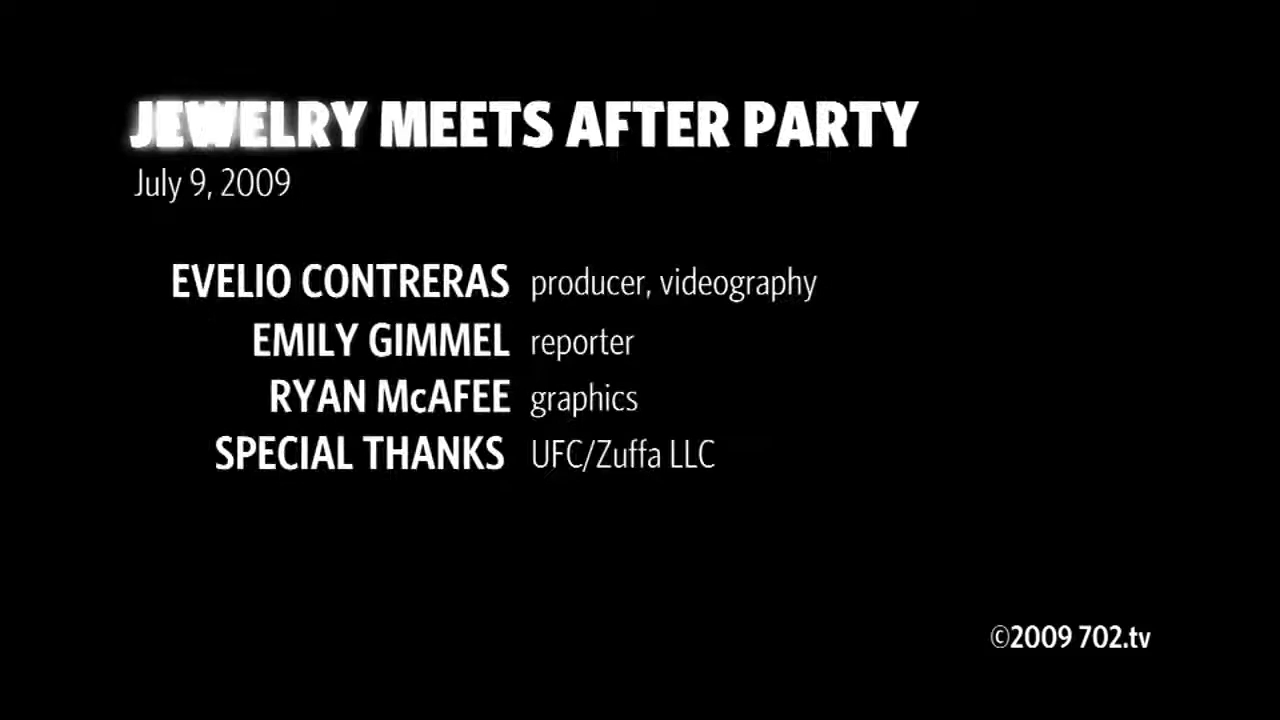 JEWELRY MEETS AFTER PARTY
July 9, 2009
EVELIO CONTRERAS producer, videography
EMILY GIMMEL reporter
RYAN McAFEE graphics
SPECIAL THANKS UFC/Zuffa LLC
©2009 702.tv